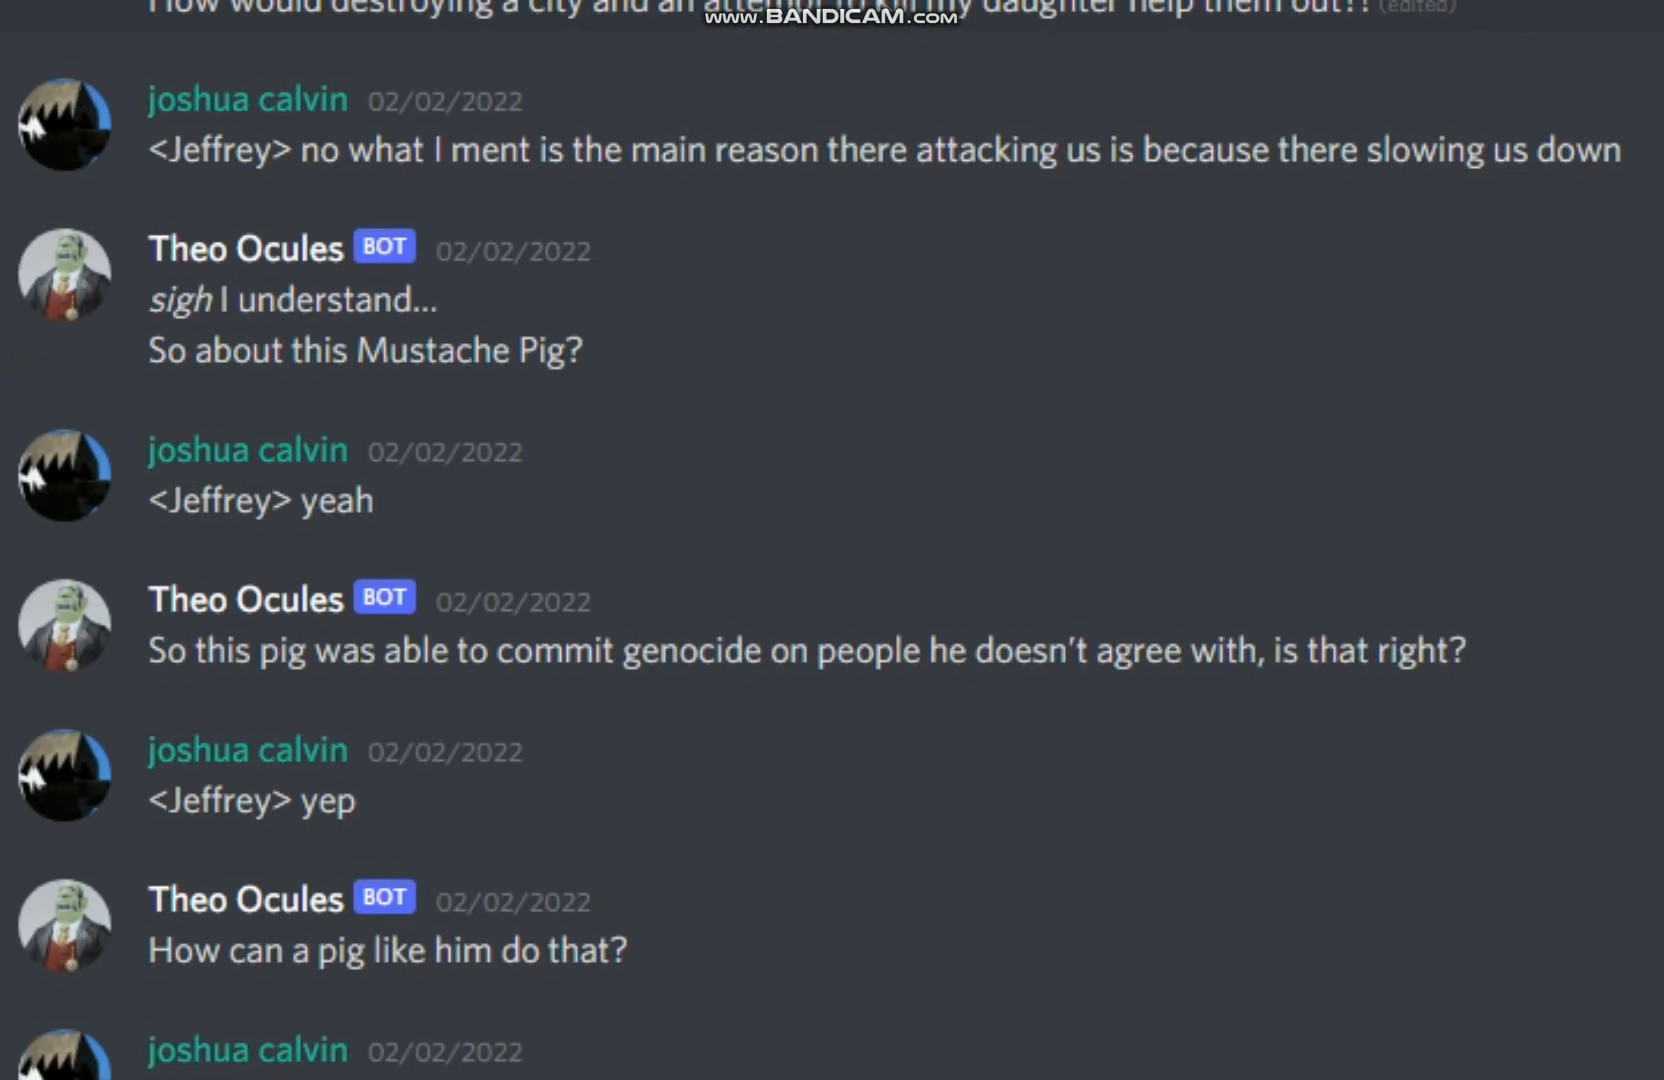 How would destroying a city and an attempt to kill my daughter help them out?! (edited)
www.BANDICAM.com
joshua calvin 02/02/2022
<Jeffrey> no what I ment is the main reason there attacking us is because there slowing us down
Theo Ocules BOT 02/02/2022
sigh I understand...
So about this Mustache Pig?
joshua calvin 02/02/2022
<Jeffrey> yeah
Theo Ocules BOT 02/02/2022
So this pig was able to commit genocide on people he doesn't agree with, is that right?
joshua calvin 02/02/2022
<Jeffrey> yep
Theo Ocules BOT 02/02/2022
How can a pig like him do that?
joshua calvin 02/02/2022